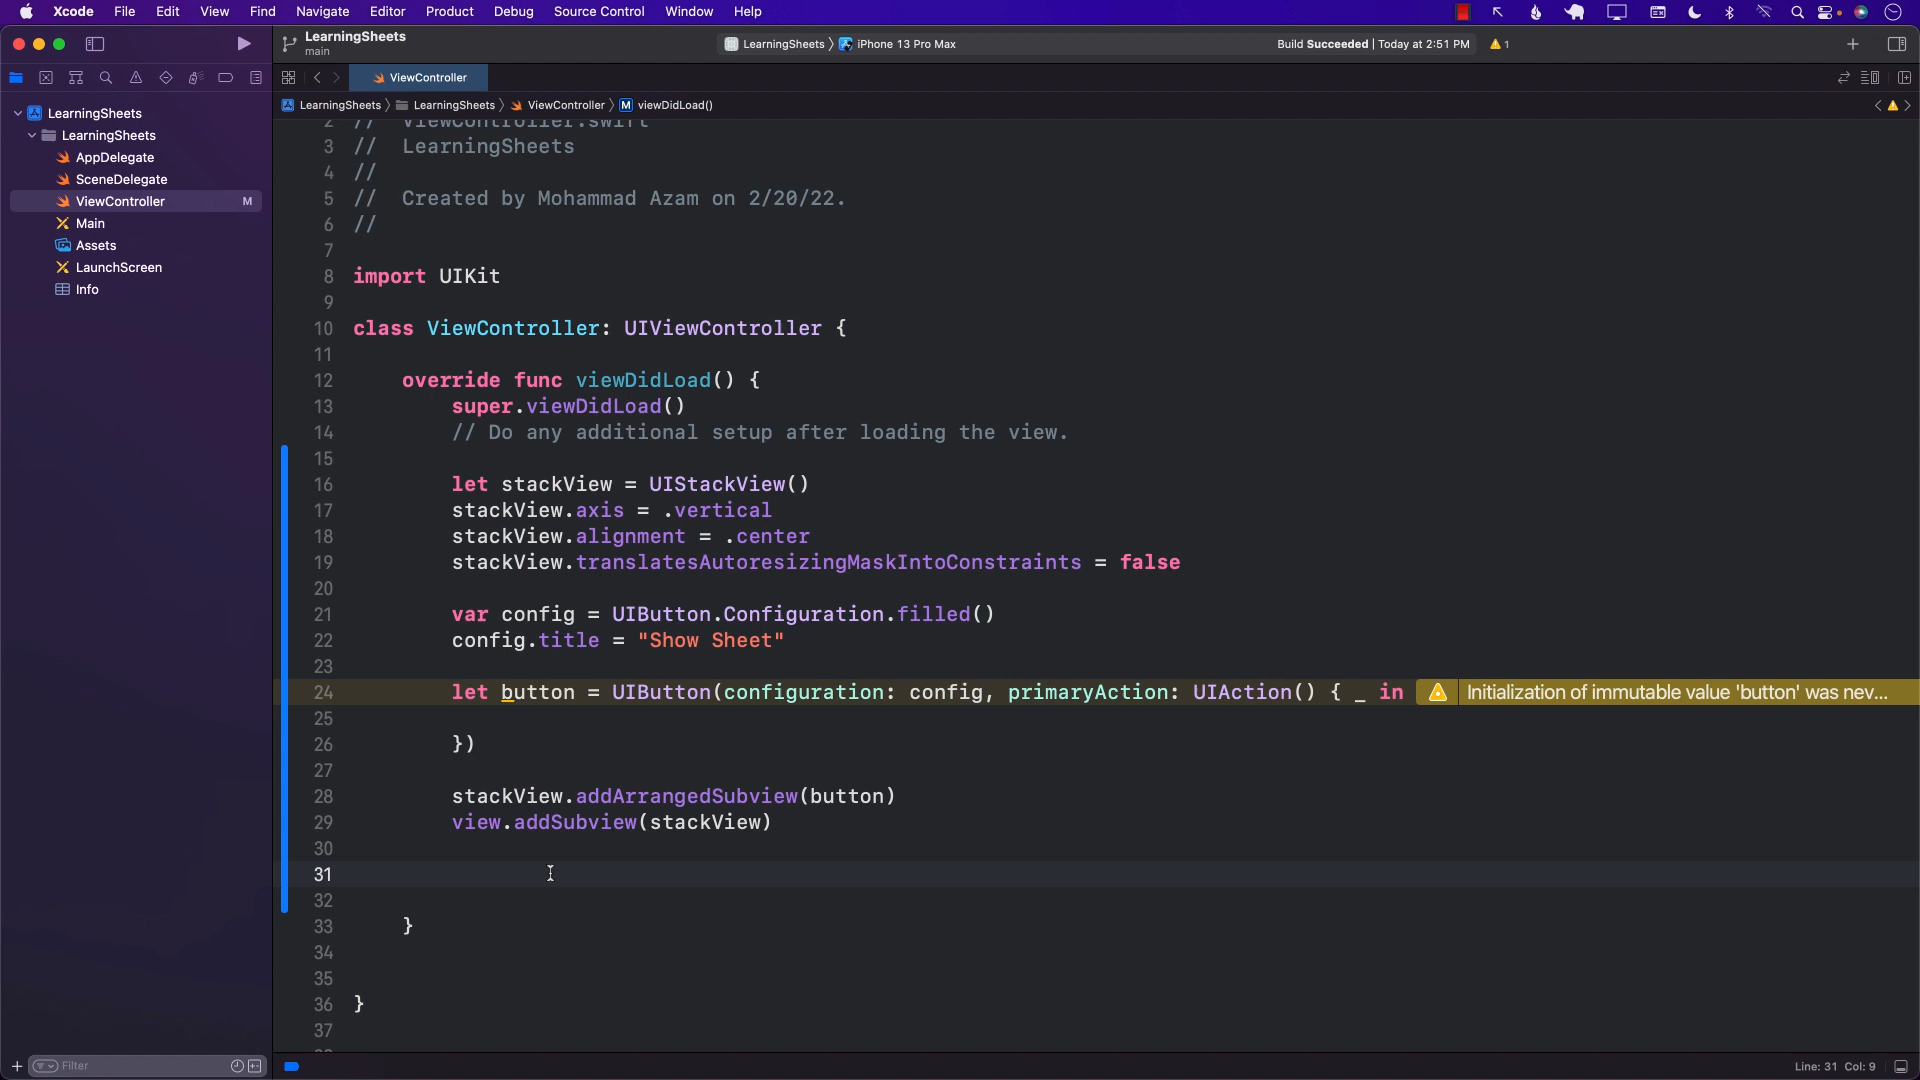 Xcode File Edit View Find Navigate Editor Product Debug Source Control Window Help
LearningSheets
main
LearningSheets iPhone 13 Pro Max
Build Succeeded | Today at 2:51 PM 1
ViewController
LearningSheets LearningSheets ViewController M viewDidLoad()
LearningSheets
LearningSheets
AppDelegate
SceneDelegate
ViewController M
Main
Assets
LaunchScreen
Info
2 // ViewController.swift
3 // LearningSheets
4 //
5 // Created by Mohammad Azam on 2/20/22.
6 //
7
8 import UIKit
9
10 class ViewController: UIViewController {
11
12 override func viewDidLoad() {
13 super.viewDidLoad()
14 // Do any additional setup after loading the view.
15
16 let stackView = UIStackView()
17 stackView.axis = .vertical
18 stackView.alignment = .center
19 stackView.translatesAutoresizingMaskIntoConstraints = false
20
21 var config = UIButton.Configuration.filled()
22 config.title = "Show Sheet"
23
24 let button = UIButton(configuration: config, primaryAction: UIAction() { _ in Initialization of immutable value 'button' was nev...
25
26 })
27
28 stackView.addArrangedSubview(button)
29 view.addSubview(stackView)
30
31
32
33 }
34
35
36 }
37
Filter
Line: 31 Col: 9